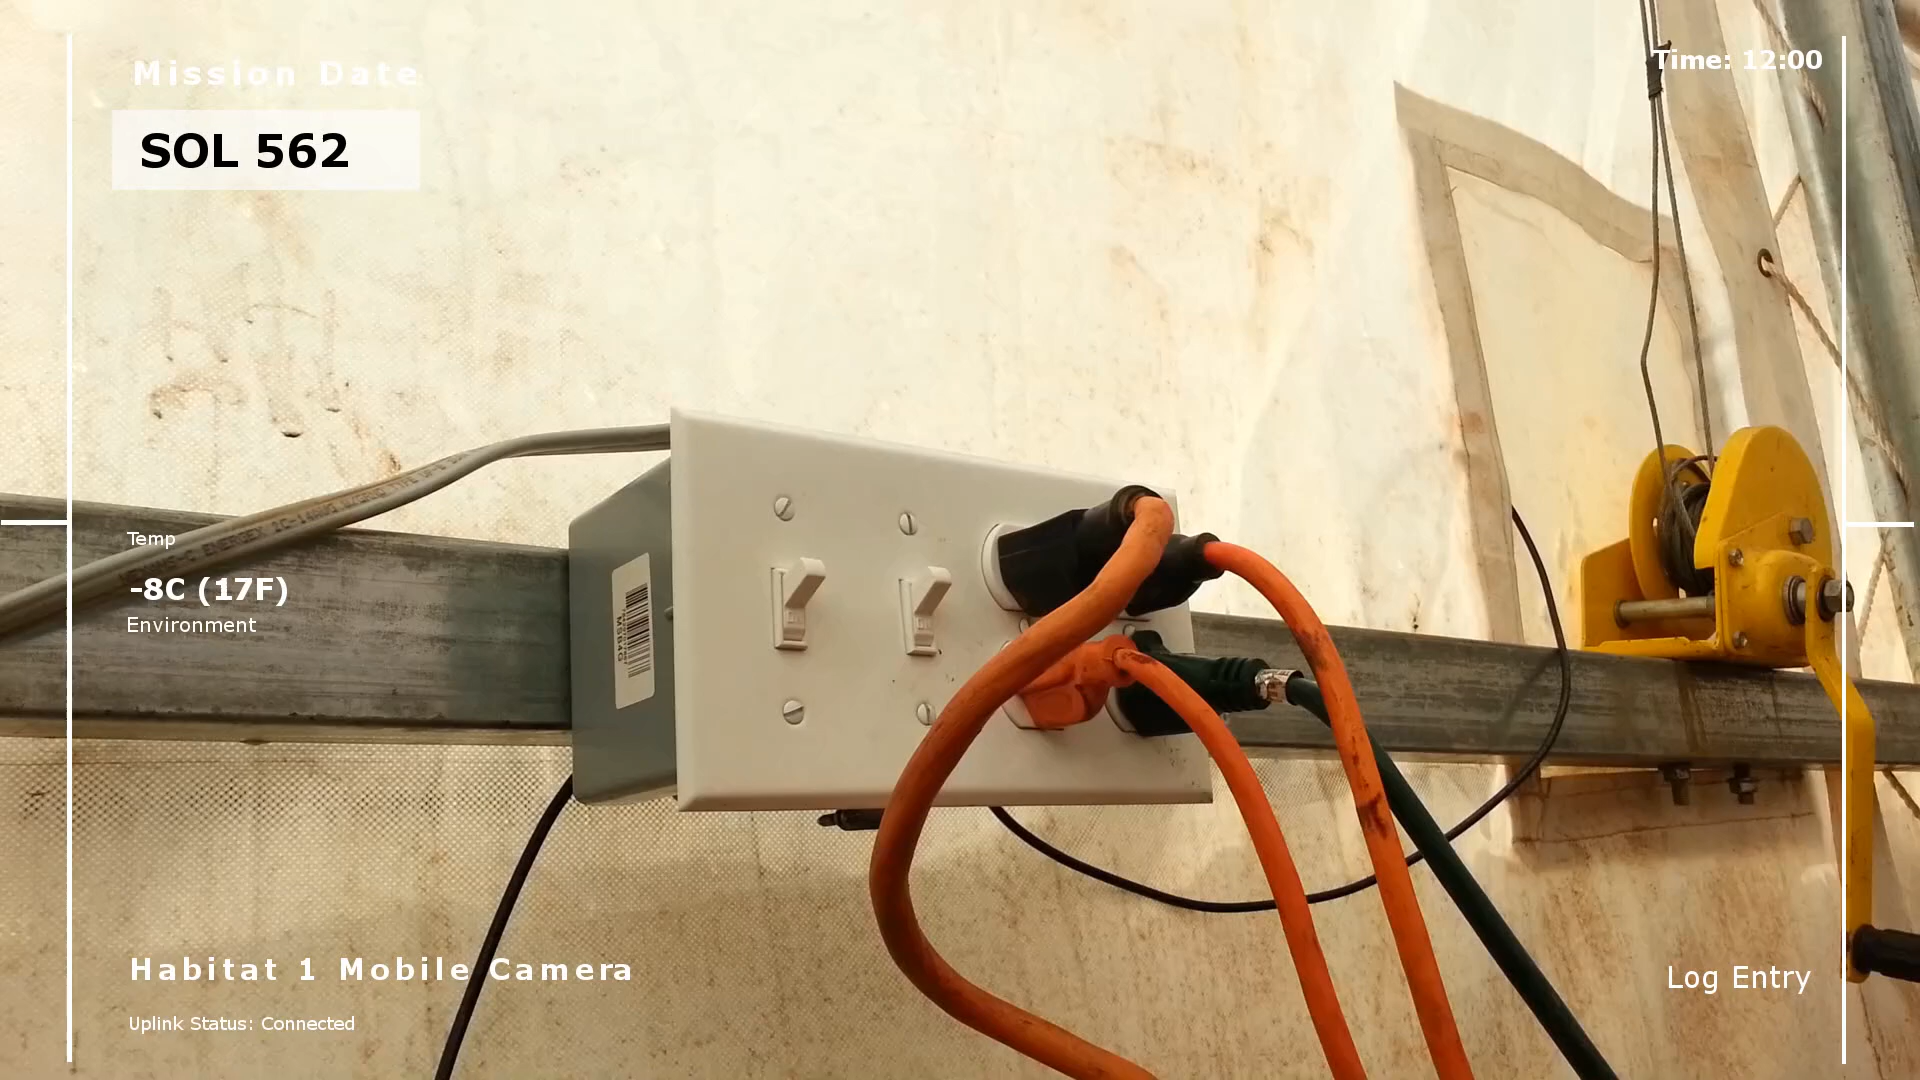 Mission Date
Time: 12:00
SOL 562
Temp
-8C (17F)
Environment
MSB4G
Habitat 1 Mobile Camera
Log Entry
Uplink Status: Connected